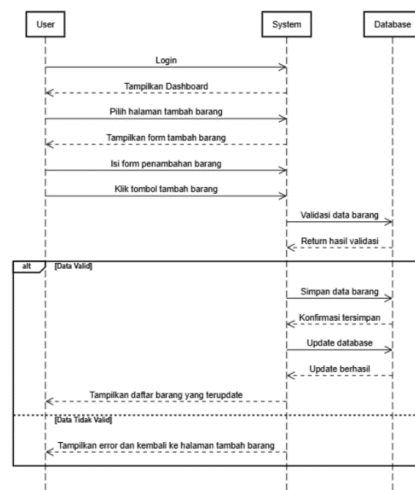 User
System
Database
Login
Tampilkan Dashboard
Pilih halaman tambah barang
Tampilkan form tambah barang
Isi form penambahan barang
Klik tombol tambah barang
Validasi data barang
Return hasil validasi
alt
[Data Valid]
Simpan data barang
Konfirmasi tersimpan
Update database
Update berhasil
Tampilkan daftar barang yang terupdate
[Data Tidak Valid]
Tampilkan error dan kembali ke halaman tambah barang